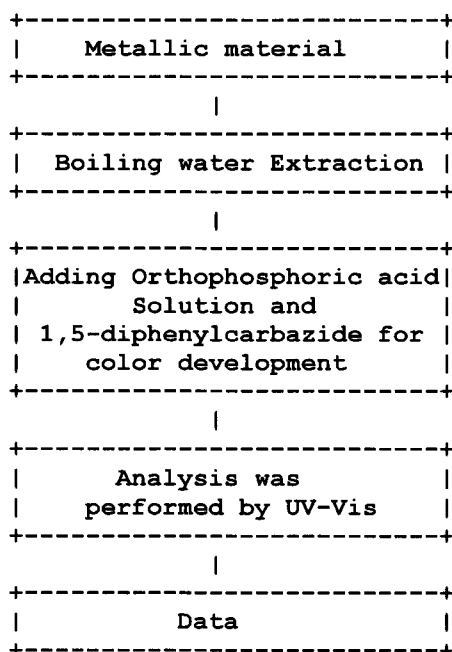 Metallic material
Boiling water Extraction
Adding Orthophosphoric acid
Solution and
1,5-diphenylcarbazide for
color development
Analysis was
performed by UV-Vis
Data